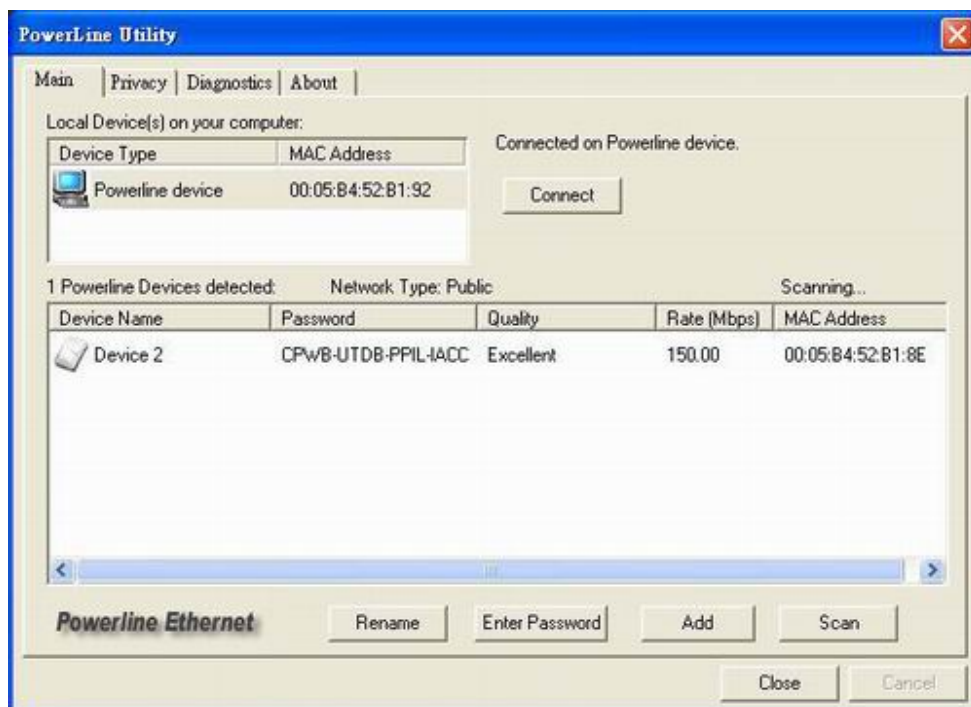 PowerLine Utility
Main Privacy Diagnostics About
Local Device(s) on your computer:
Device Type MAC Address
Powerline device 00:05:B4:52:B1:92
Connected on Powerline device.
Connect
1 Powerline Devices detected: Network Type: Public Scanning...
Device Name Password Quality Rate (Mbps) MAC Address
Device 2 CPWB-UTDB-PPIL-IACC Excellent 150.00 00:05:B4:52:B1:8E
Powerline Ethernet Rename Enter Password Add Scan
Close Cancel